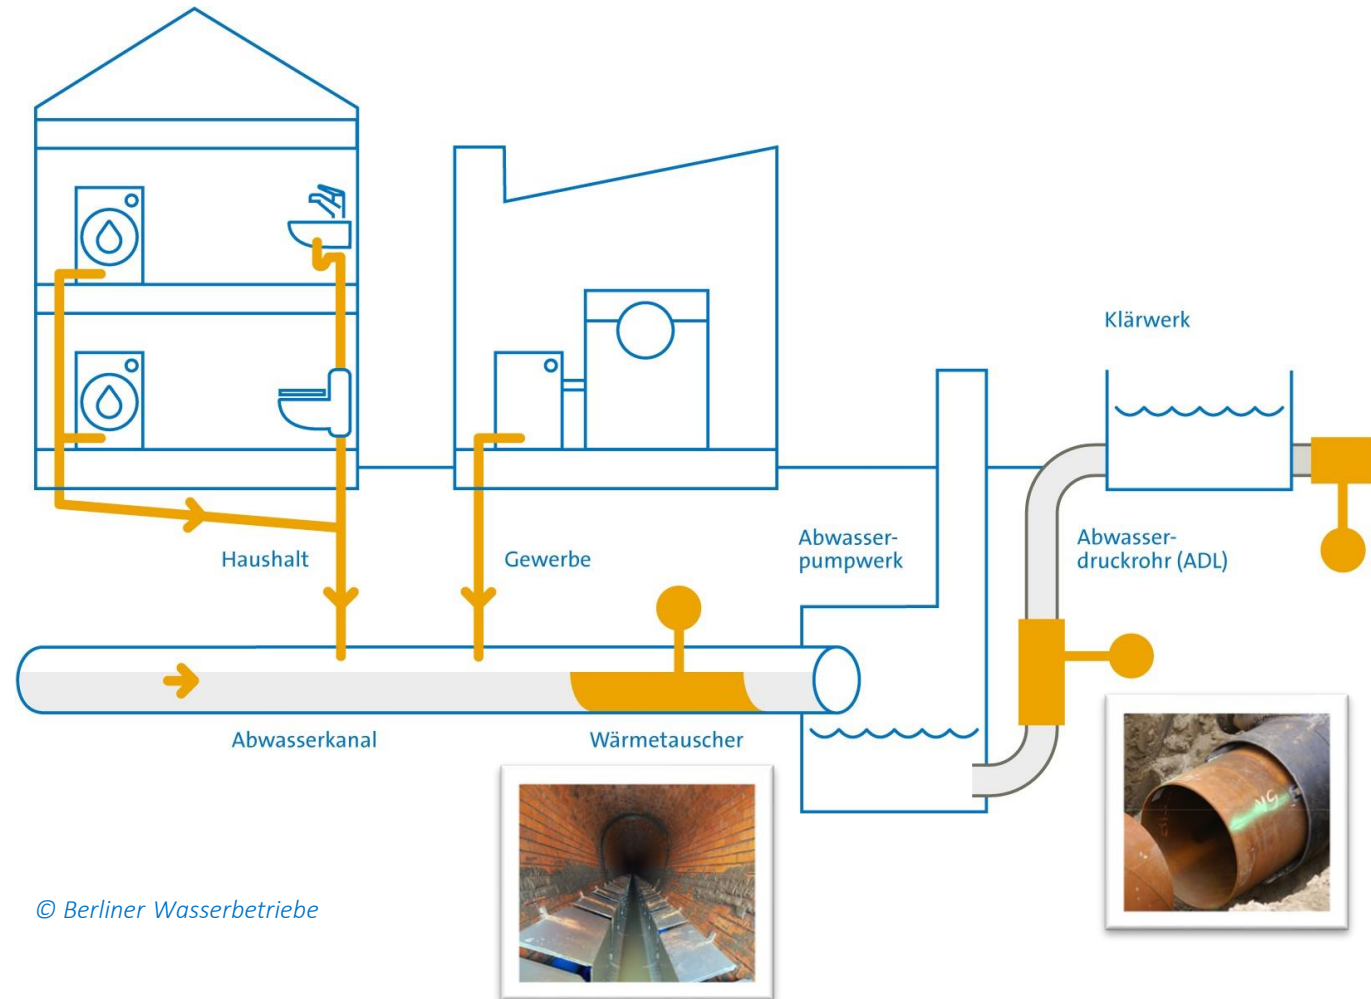 Klärwerk
Haushalt
Gewerbe
Abwasser-
pumpwerk
Abwasser-
druckrohr (ADL)
Abwasserkanal
Wärmetauscher
© Berliner Wasserbetriebe